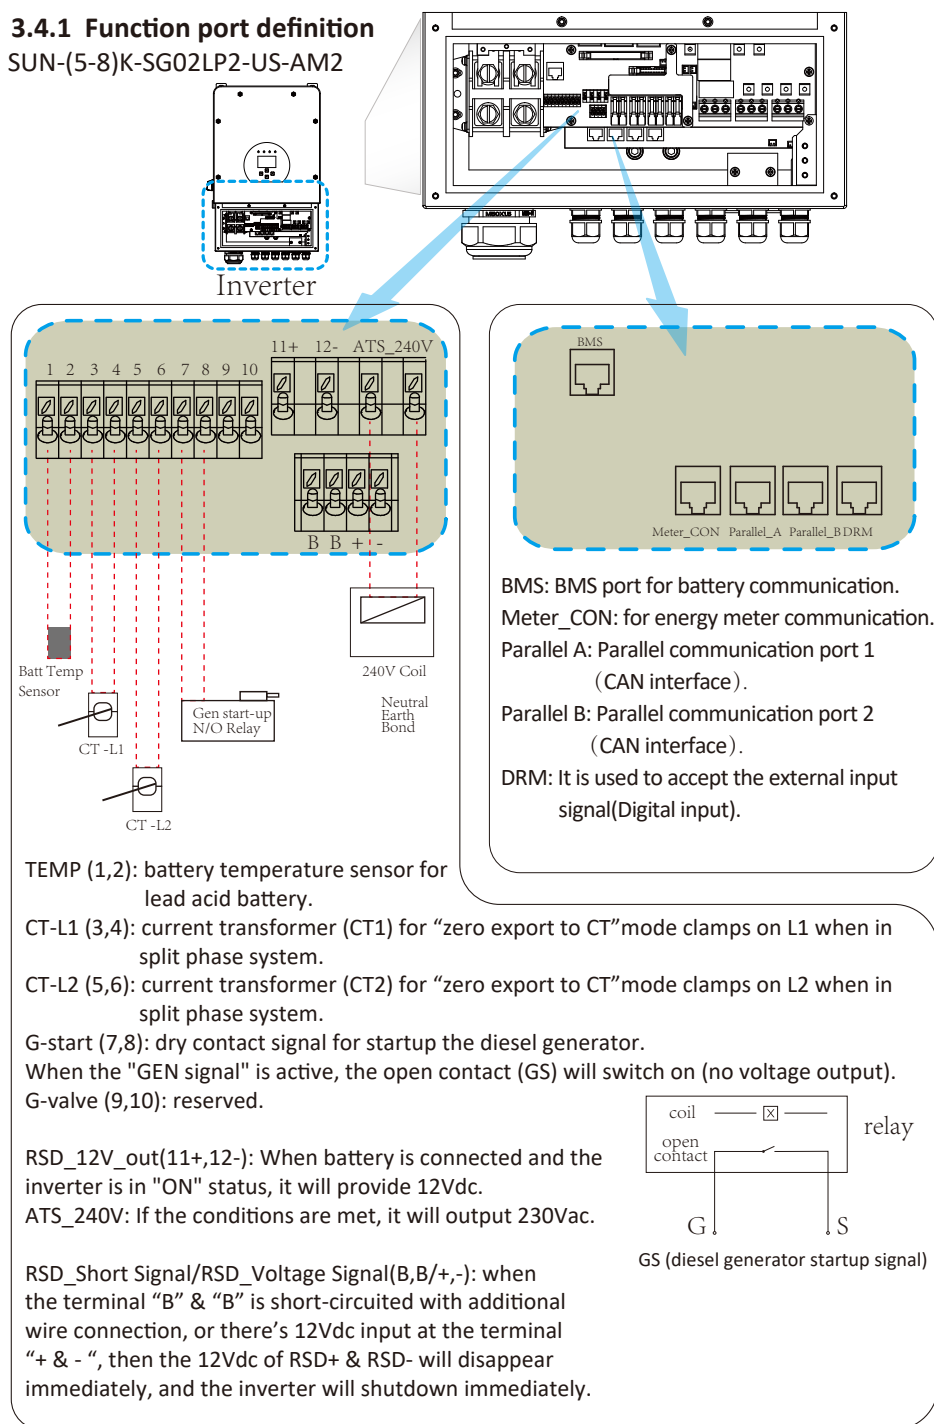 3.4.1 Function port definition
SUN-(5-8)K-SG02LP2-US-AM2
Inverter
11+ 12- ATS_240V
1 2 3 4 5 6 7 8 9 10
B B + -
Batt Temp
Sensor
CT -L1
CT -L2
Gen start-up
N/O Relay
240V Coil
Neutral
Earth
Bond
BMS
Meter_CON Parallel_A Parallel_B DRM
BMS: BMS port for battery communication.
Meter_CON: for energy meter communication.
Parallel A: Parallel communication port 1
（CAN interface）.
Parallel B: Parallel communication port 2
（CAN interface）.
DRM: It is used to accept the external input
signal(Digital input).
TEMP (1,2): battery temperature sensor for
lead acid battery.
CT-L1 (3,4): current transformer (CT1) for “zero export to CT”mode clamps on L1 when in
split phase system.
CT-L2 (5,6): current transformer (CT2) for “zero export to CT”mode clamps on L2 when in
split phase system.
G-start (7,8): dry contact signal for startup the diesel generator.
When the "GEN signal" is active, the open contact (GS) will switch on (no voltage output).
G-valve (9,10): reserved.
RSD_12V_out(11+,12-): When battery is connected and the
inverter is in "ON" status, it will provide 12Vdc.
ATS_240V: If the conditions are met, it will output 230Vac.
RSD_Short Signal/RSD_Voltage Signal(B,B/+,-): when
the terminal “B” & “B” is short-circuited with additional
wire connection, or there’s 12Vdc input at the terminal
“+ & - “, then the 12Vdc of RSD+ & RSD- will disappear
immediately, and the inverter will shutdown immediately.
coil
open
contact
relay
G S
GS (diesel generator startup signal)